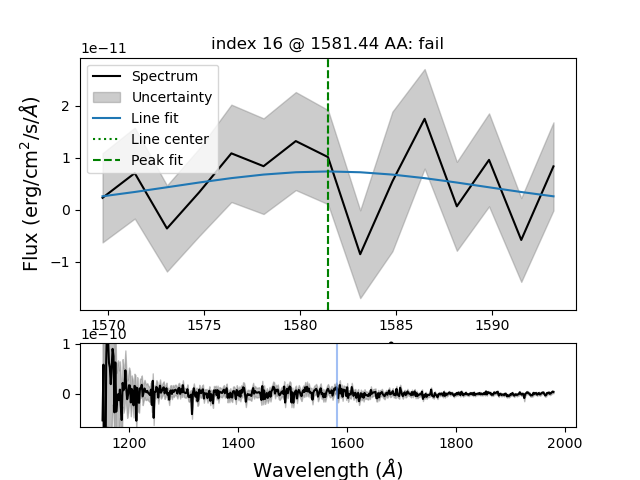 index 16 @ 1581.44 AA: fail
1e−11
Spectrum
Uncertainty
Line fit
Line center
Peak fit
2
1
0
−1
Flux (erg/cm²/s/Å)
1570 1575 1580 1585 1590
1e−10
1
0
1200 1400 1600 1800 2000
Wavelength (Å)